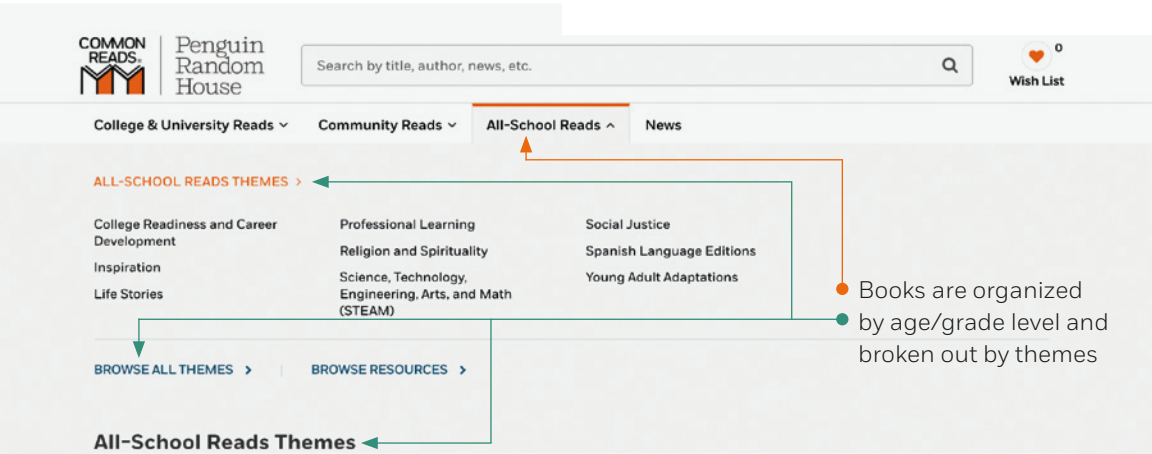 COMMON
READS.
Penguin
Random
House
Search by title, author, news, etc.
0
Wish List
College & University Reads
Community Reads
All-School Reads
News
ALL-SCHOOL READS THEMES >
College Readiness and Career
Development
Inspiration
Life Stories
Professional Learning
Religion and Spirituality
Science, Technology,
Engineering, Arts, and Math
(STEAM)
Social Justice
Spanish Language Editions
Young Adult Adaptations
Books are organized
by age/grade level and
broken out by themes
BROWSE ALL THEMES >
BROWSE RESOURCES >
All-School Reads Themes